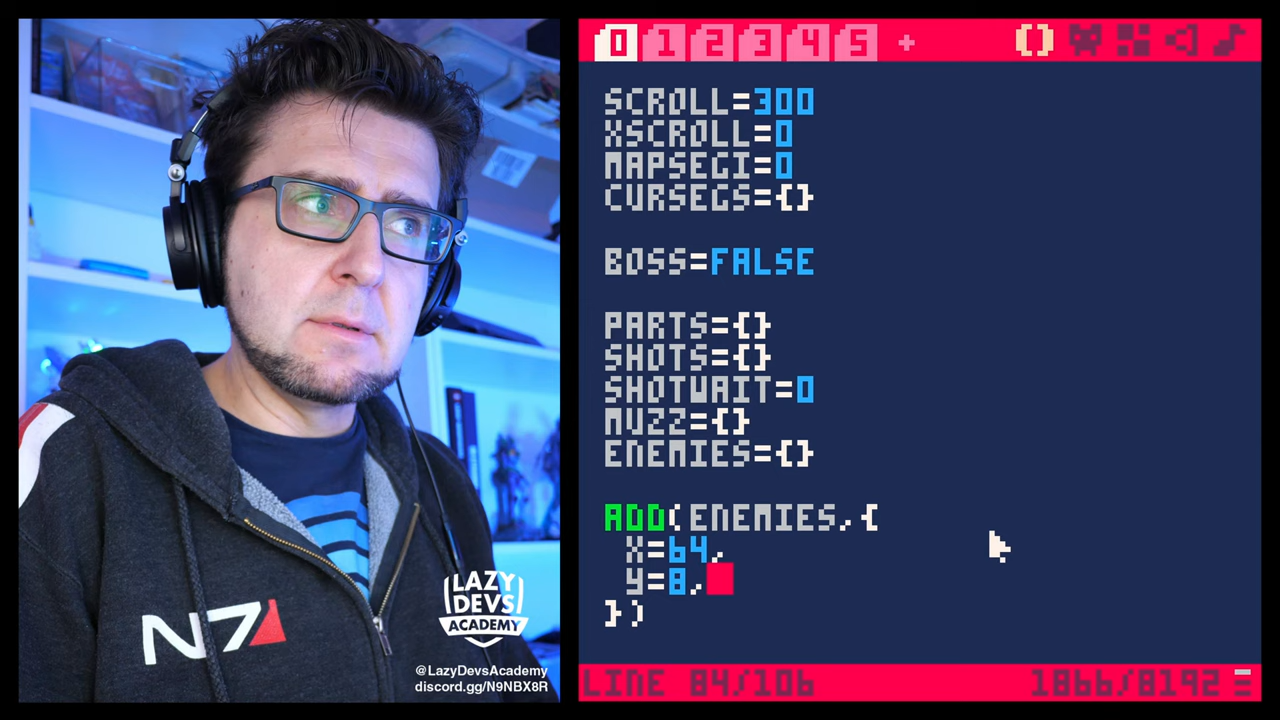 0 1 2 3 4 5 +
SCROLL=300
XSCROLL=0
MAPSEGI=0
CURSEGS={}
BOSS=FALSE
PARTS={}
SHOTS={}
SHOTWAIT=0
MUZZ={}
ENEMIES={}
ADD(ENEMIES,{
X=64,
Y=8,
})
LINE 84/106 1866/8192
N7
LAZY
DEVS
ACADEMY
@LazyDevsAcademy
discord.gg/N9NBX8R